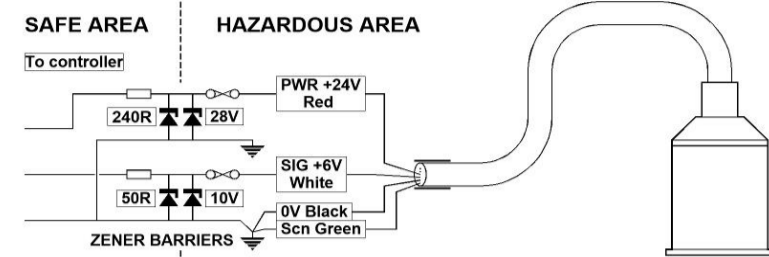 SAFE AREA
HAZARDOUS AREA
To controller
PWR +24V
Red
240R
28V
SIG +6V
White
50R
10V
0V Black
Scn Green
ZENER BARRIERS